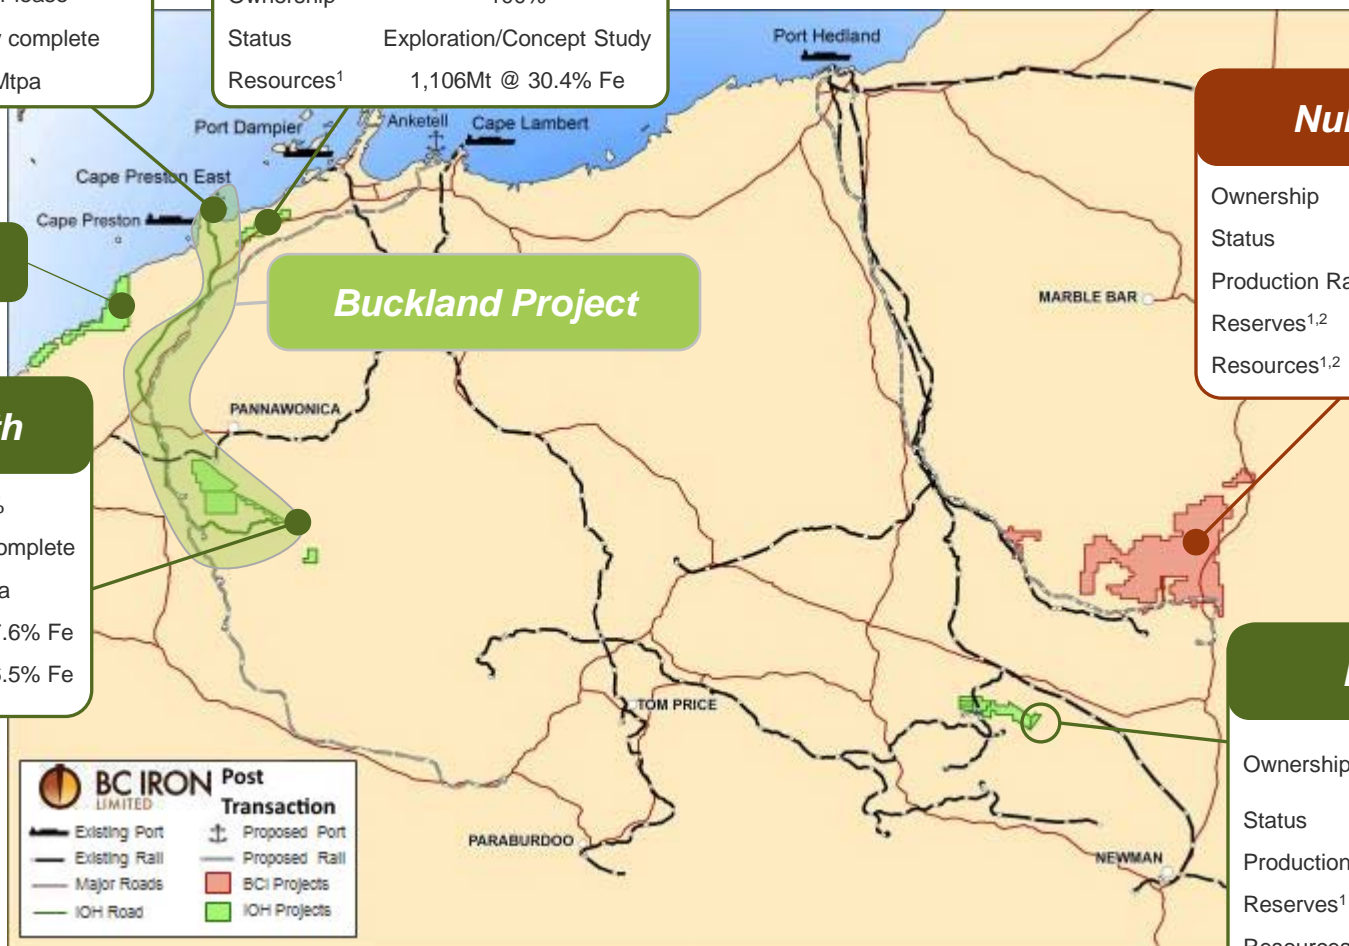 complete
Mtpa
Status Exploration/Concept Study
Resources¹ 1,106Mt @ 30.4% Fe
Port Hedland
Port Dampier
Anketell
Cape Lambert
Cape Preston East
Cape Preston
Buckland Project
Ownership
Status
Production
Reserves1,2
Resources1,2
MARBLE BAR
PANNAWONICA
omplete
.6% Fe
.5% Fe
TOM PRICE
PARABURDOO
NEWMAN
Ownership
Status
Production
Reserves¹
BC IRON
LIMITED
Post
Transaction
Existing Port
Proposed Port
Existing Rail
Proposed Rail
Major Roads
BCI Projects
IOH Road
IOH Projects